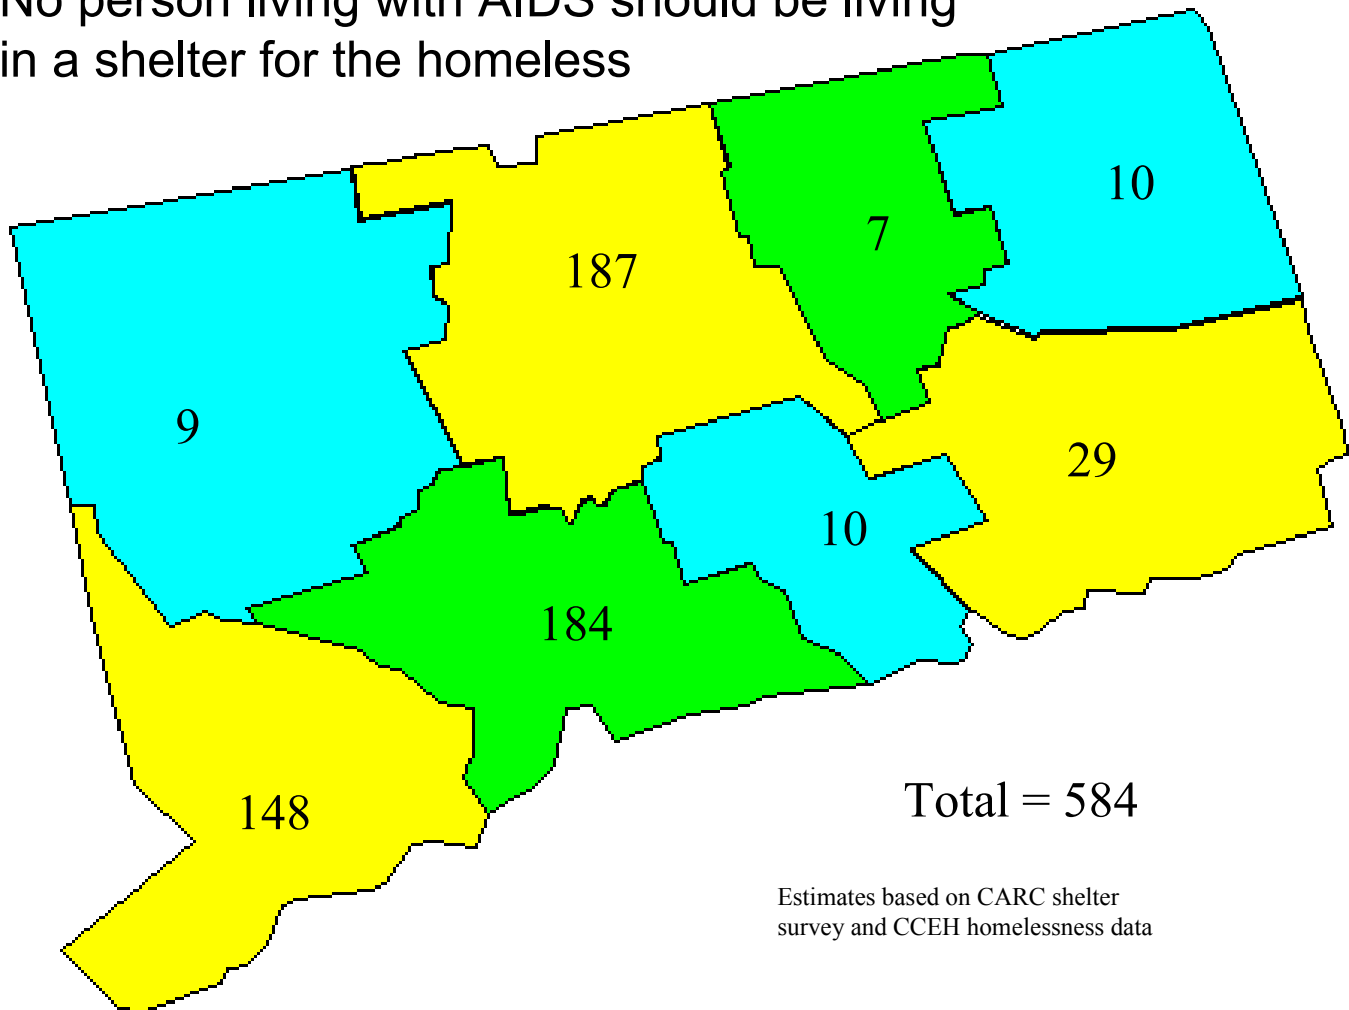 No person living with AIDS should be living
in a shelter for the homeless
10
7
187
9
29
10
184
148
Total = 584
Estimates based on CARC shelter
survey and CCEH homelessness data